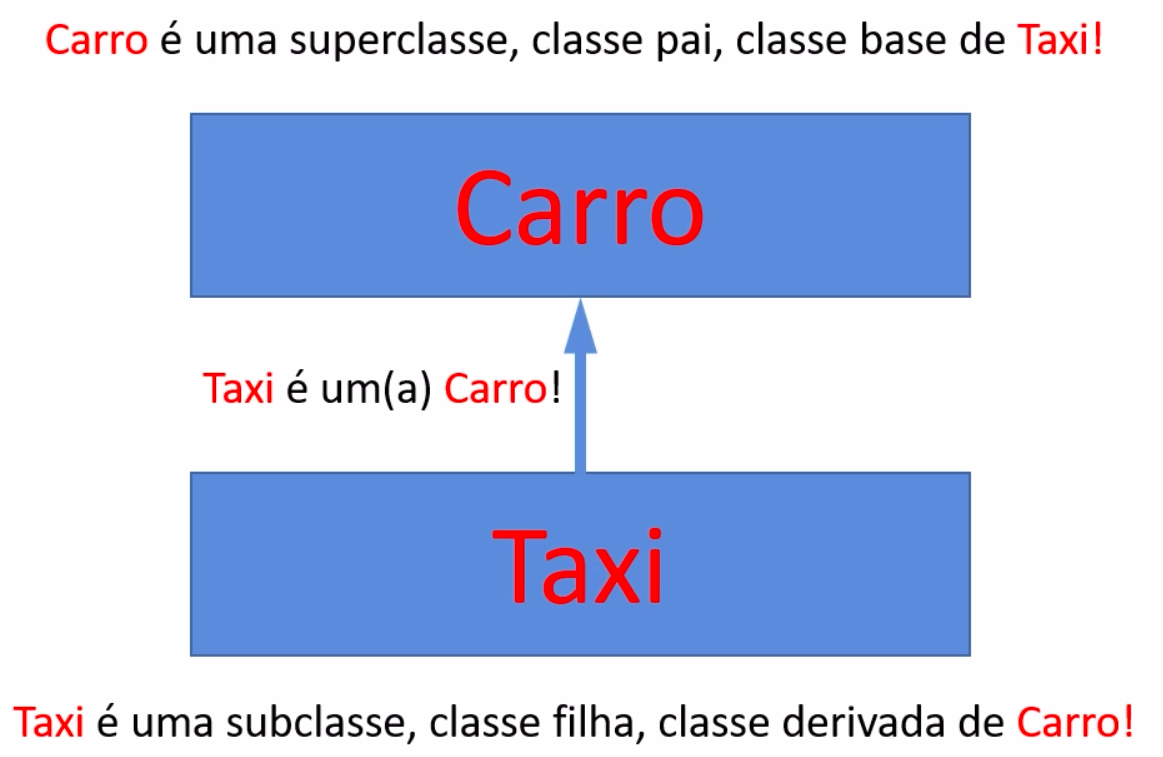 Carro é uma superclasse, classe pai, classe base de Taxi!
Carro
Taxi é um(a) Carro!
Taxi
Taxi é uma subclasse, classe filha, classe derivada de Carro!